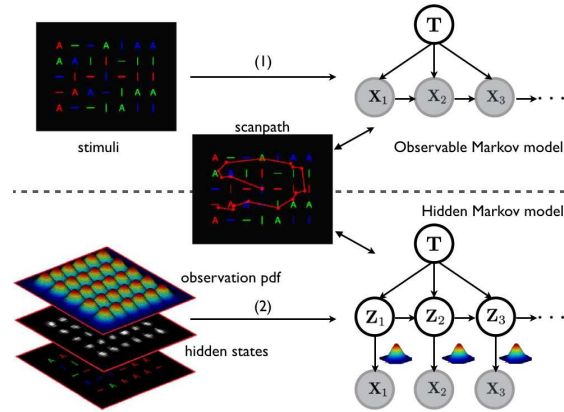 T
(1)
X1 X2 X3 ...
stimuli
scanpath
Observable Markov model
Hidden Markov model
T
observation pdf
(2)
Z1 Z2 Z3 ...
hidden states
X1 X2 X3